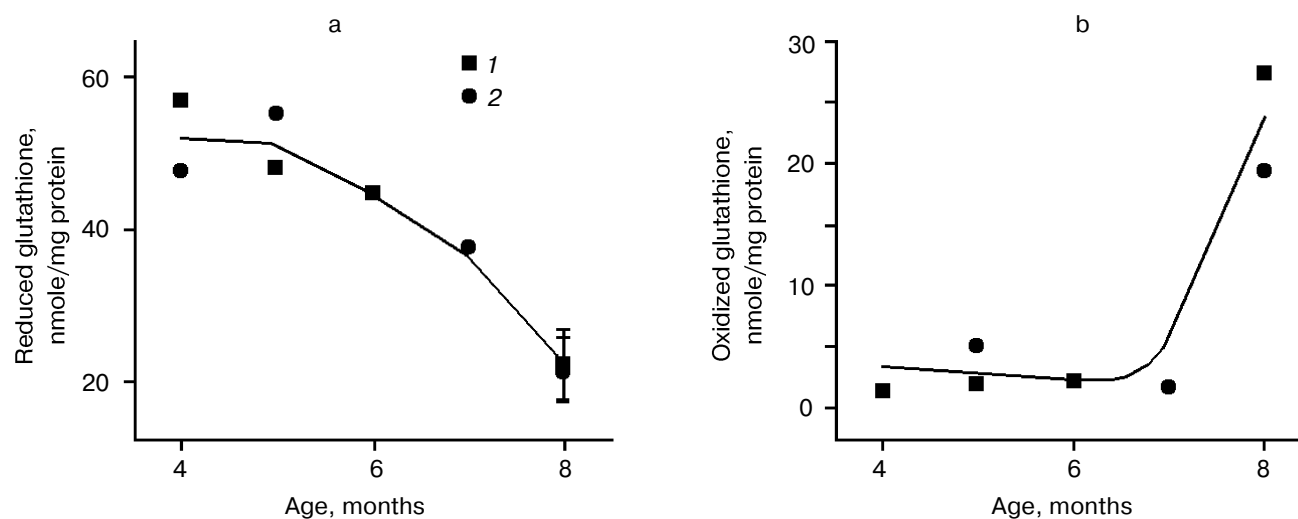 a
Reduced glutathione,
nmole/mg protein
60
40
20
1
2
4
6
8
Age, months
b
Oxidized glutathione,
nmole/mg protein
30
20
10
0
4
6
8
Age, months